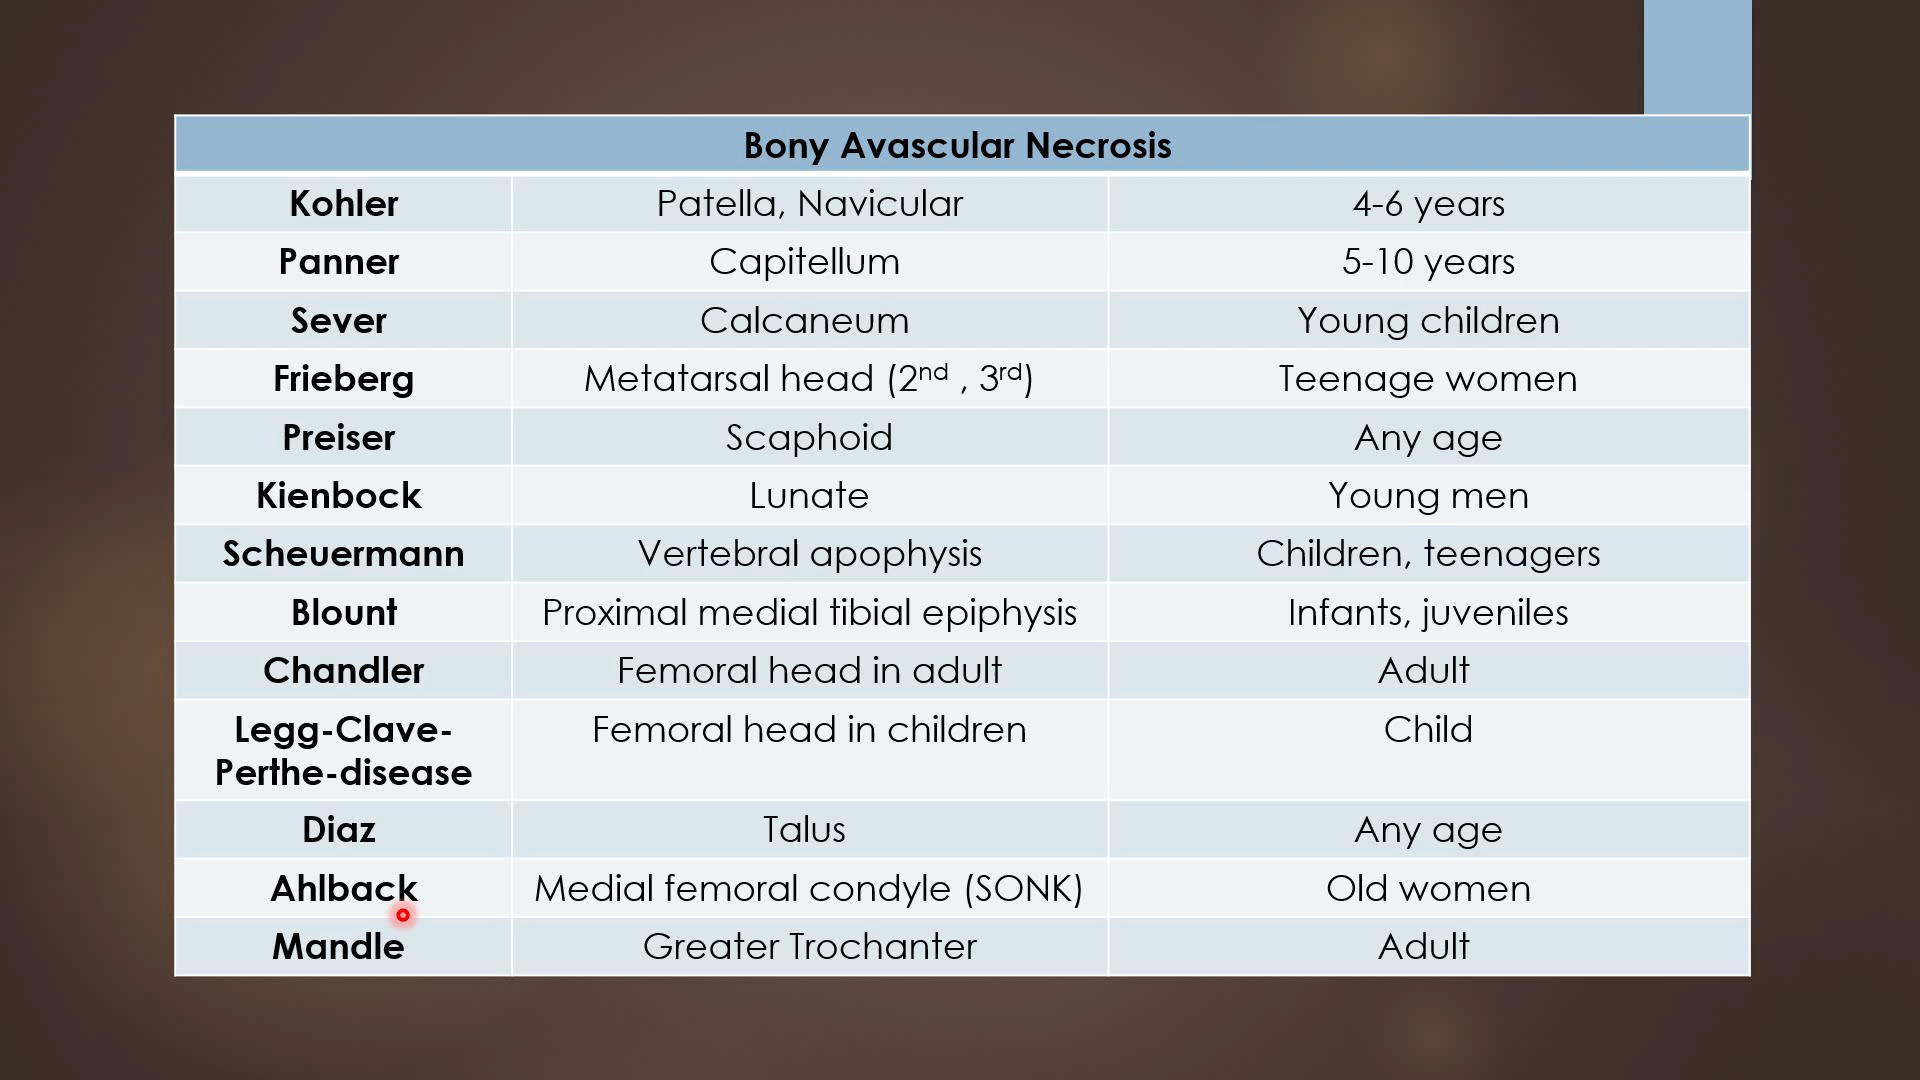 Bony Avascular Necrosis
Kohler Patella, Navicular 4-6 years
Panner Capitellum 5-10 years
Sever Calcaneum Young children
Frieberg Metatarsal head (2nd , 3rd) Teenage women
Preiser Scaphoid Any age
Kienbock Lunate Young men
Scheuermann Vertebral apophysis Children, teenagers
Blount Proximal medial tibial epiphysis Infants, juveniles
Chandler Femoral head in adult Adult
Legg-Clave- Femoral head in children Child
Perthe-disease
Diaz Talus Any age
Ahlback Medial femoral condyle (SONK) Old women
Mandle Greater Trochanter Adult